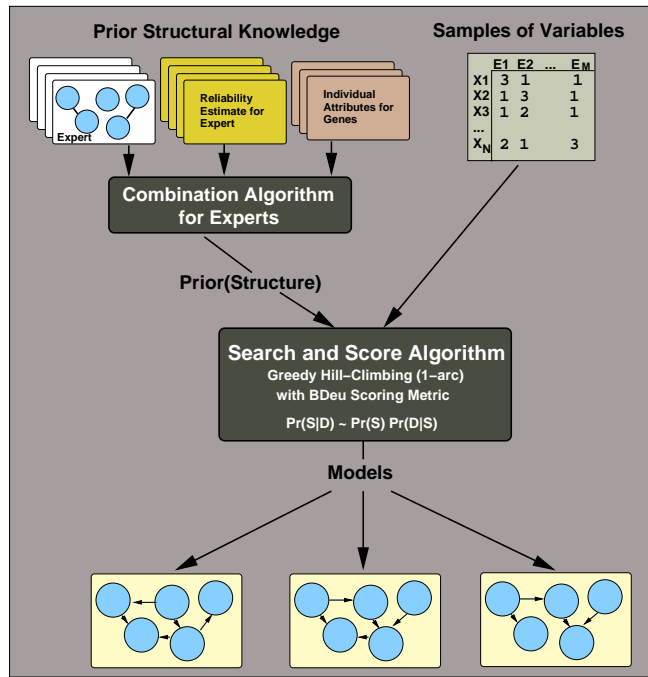 Prior Structural Knowledge
Samples of Variables
Expert
Reliability
Estimate for
Expert
Individual
Attributes for
Genes
E1 E2 ... EM
X1 3 1 1
X2 1 3 1
X3 1 2 1
...
XN 2 1 3
Combination Algorithm
for Experts
Prior(Structure)
Search and Score Algorithm
Greedy Hill−Climbing (1−arc)
with BDeu Scoring Metric
Pr(S|D) ~ Pr(S) Pr(D|S)
Models